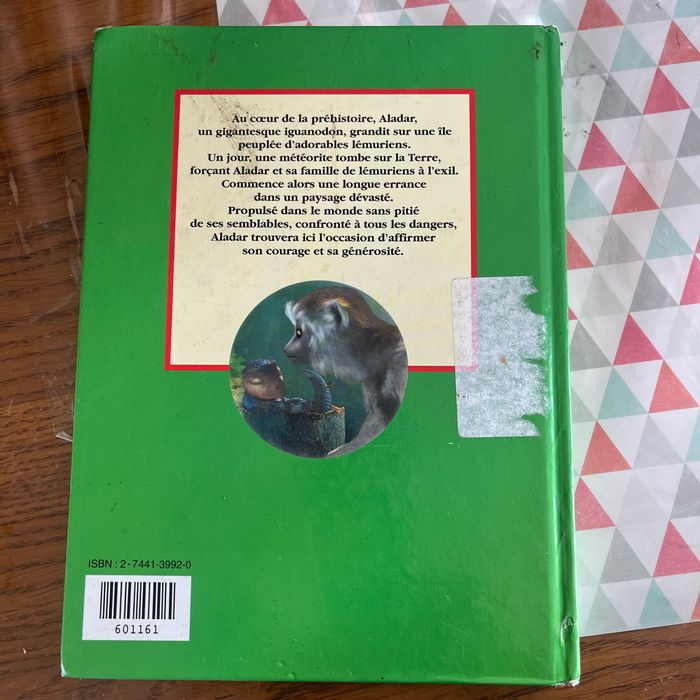 Au cœur de la préhistoire, Aladar,
un gigantesque iguanodon, grandit sur une île
peuplée d'adorables lémuriens.
Un jour, une météorite tombe sur la Terre,
forçant Aladar et sa famille de lémuriens à l'exil.
Commence alors une longue errance
dans un paysage dévasté.
Propulsé dans le monde sans pitié
de ses semblables, confronté à tous les dangers,
Aladar trouvera ici l'occasion d'affirmer
son courage et sa générosité.
ISBN : 2-7441-3992-0
601161